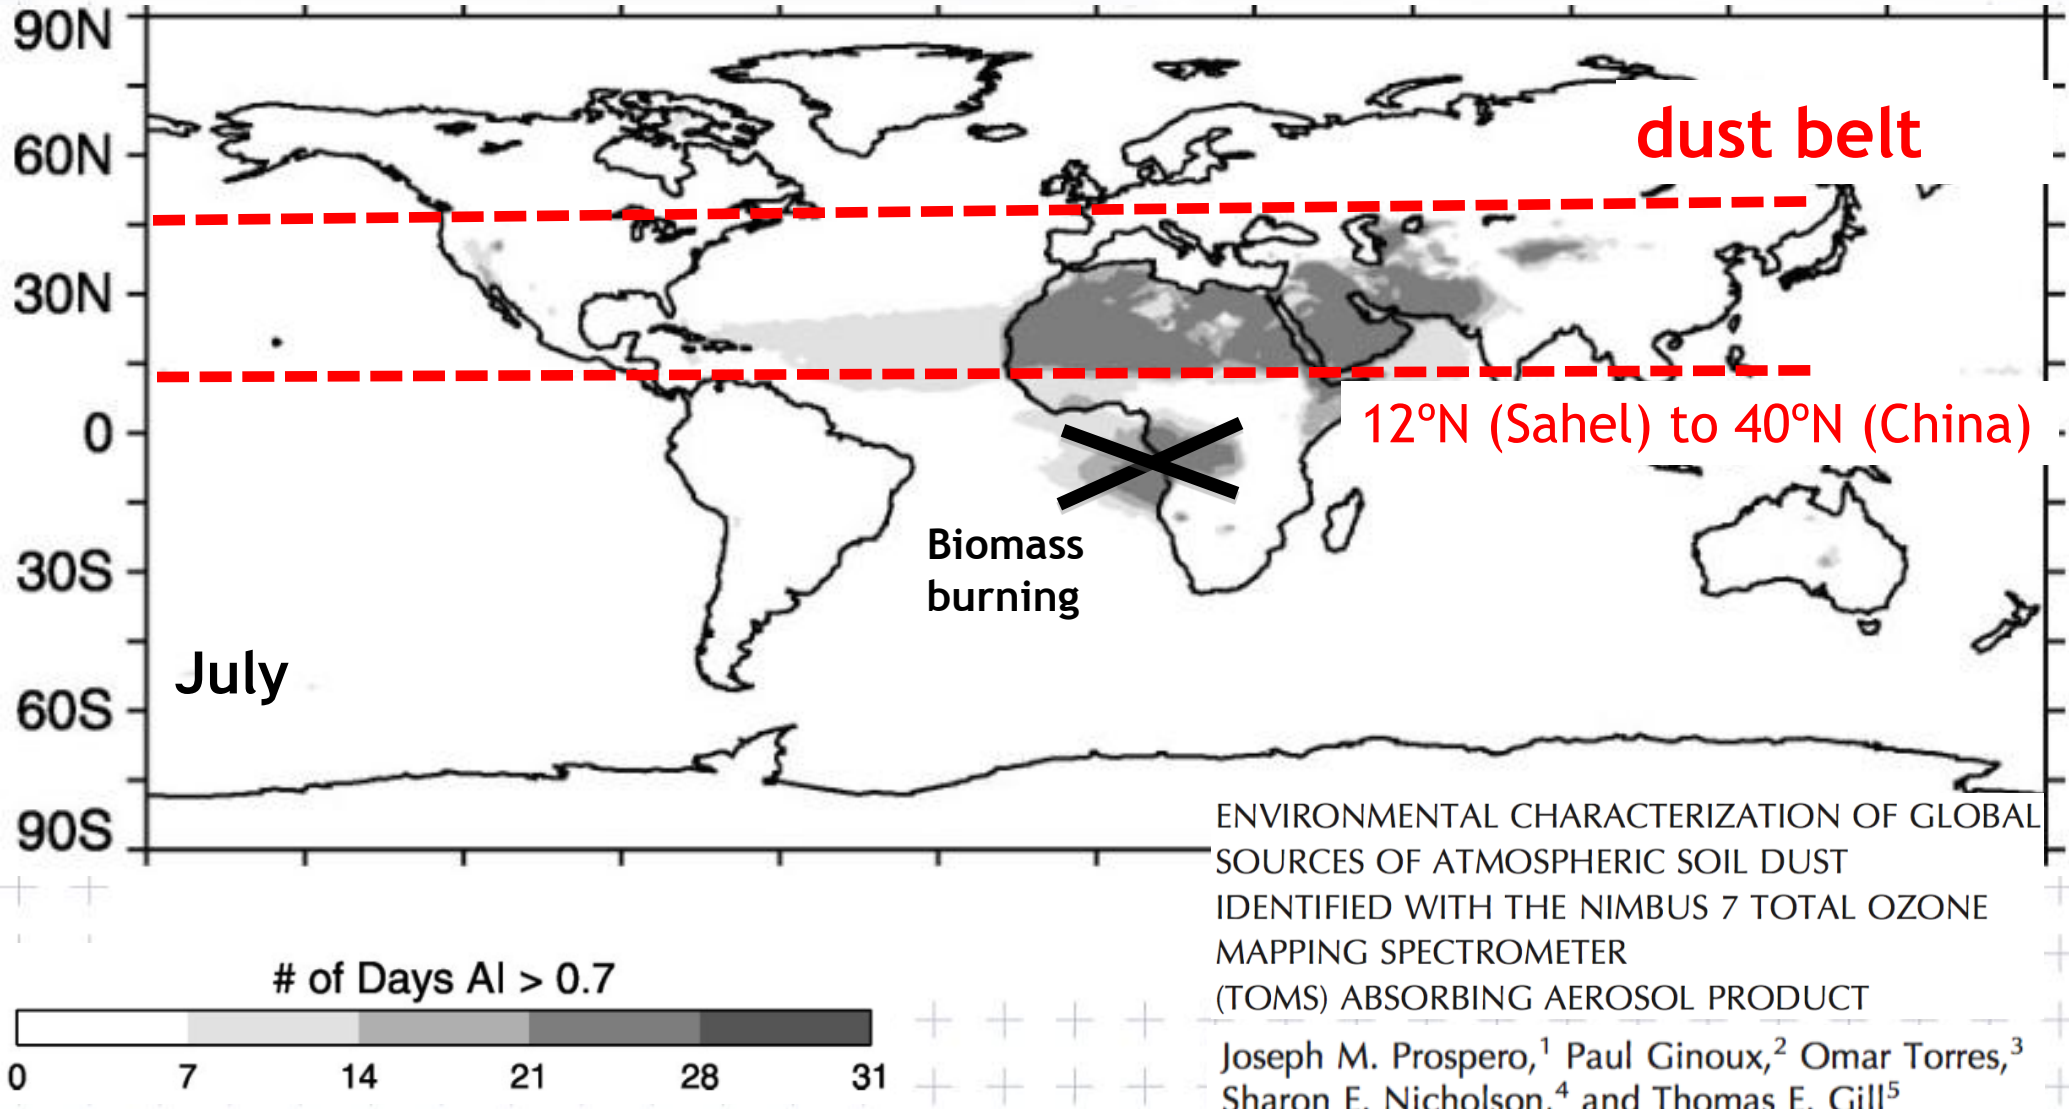 90N
60N
30N
0
30S
60S
90S
dust belt
12ºN (Sahel) to 40ºN (China)
Biomass
burning
July
# of Days AI > 0.7
0 7 14 21 28 31
ENVIRONMENTAL CHARACTERIZATION OF GLOBAL
SOURCES OF ATMOSPHERIC SOIL DUST
IDENTIFIED WITH THE NIMBUS 7 TOTAL OZONE
MAPPING SPECTROMETER
(TOMS) ABSORBING AEROSOL PRODUCT
Joseph M. Prospero,¹ Paul Ginoux,² Omar Torres,³
Sharon E. Nicholson,⁴ and Thomas E. Gill⁵